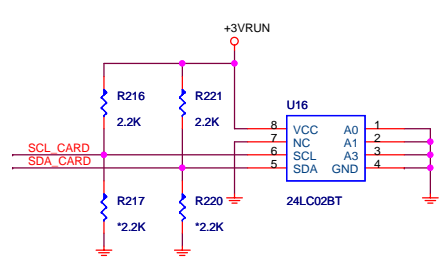 +3VRUN
R216
R221
U16
2.2K
2.2K
8 VCC A0 1
7 NC A1 2
SCL_CARD
6 SCL A3 3
SDA_CARD
5 SDA GND 4
R217
R220
24LC02BT
*2.2K
*2.2K